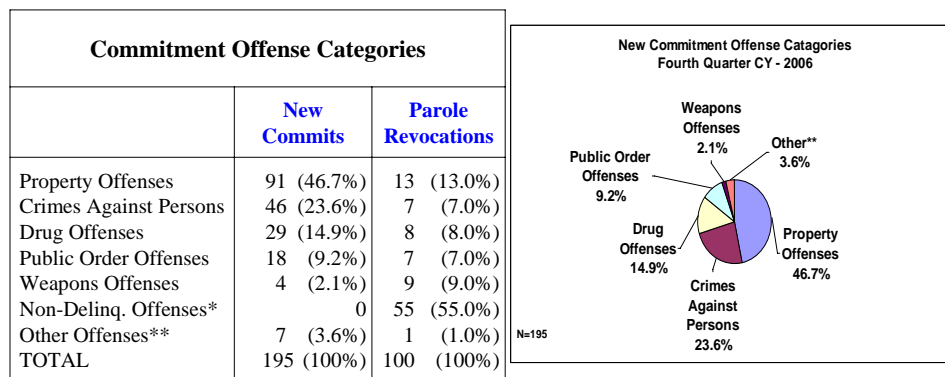 Commitment Offense Categories
New Commits
Parole Revocations
Property Offenses 91 (46.7%) 13 (13.0%)
Crimes Against Persons 46 (23.6%) 7 (7.0%)
Drug Offenses 29 (14.9%) 8 (8.0%)
Public Order Offenses 18 (9.2%) 7 (7.0%)
Weapons Offenses 4 (2.1%) 9 (9.0%)
Non-Delinq. Offenses* 0 55 (55.0%)
Other Offenses** 7 (3.6%) 1 (1.0%)
TOTAL 195 (100%) 100 (100%)
New Commitment Offense Catagories
Fourth Quarter CY - 2006
Weapons
Offenses
2.1%
Other**
3.6%
Public Order
Offenses
9.2%
Drug
Offenses
14.9%
Property
Offenses
46.7%
Crimes
Against
Persons
23.6%
N=195